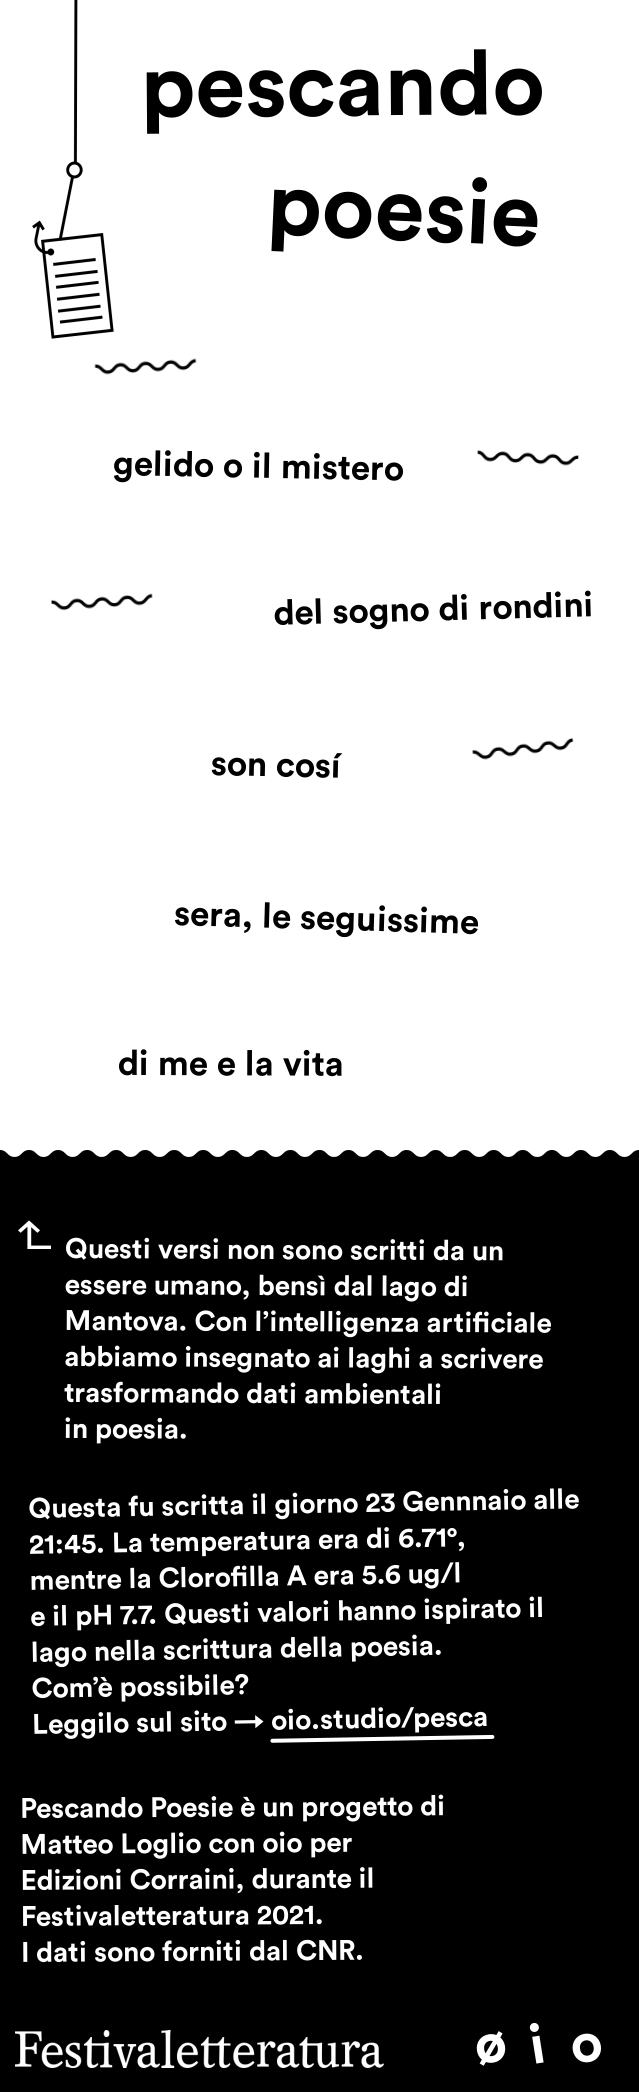 pescando
poesie
gelido o il mistero
del sogno di rondini
son cosí
sera, le seguissime
di me e la vita
Questi versi non sono scritti da un
essere umano, bensì dal lago di
Mantova. Con l’intelligenza artificiale
abbiamo insegnato ai laghi a scrivere
trasformando dati ambientali
in poesia.
Questa fu scritta il giorno 23 Gennnaio alle
21:45. La temperatura era di 6.71°,
mentre la Clorofilla A era 5.6 ug/l
e il pH 7.7. Questi valori hanno ispirato il
lago nella scrittura della poesia.
Com’è possibile?
Leggilo sul sito → oio.studio/pesca
Pescando Poesie è un progetto di
Matteo Loglio con oio per
Edizioni Corraini, durante il
Festivaletteratura 2021.
I dati sono forniti dal CNR.
Festivaletteratura
ø i o